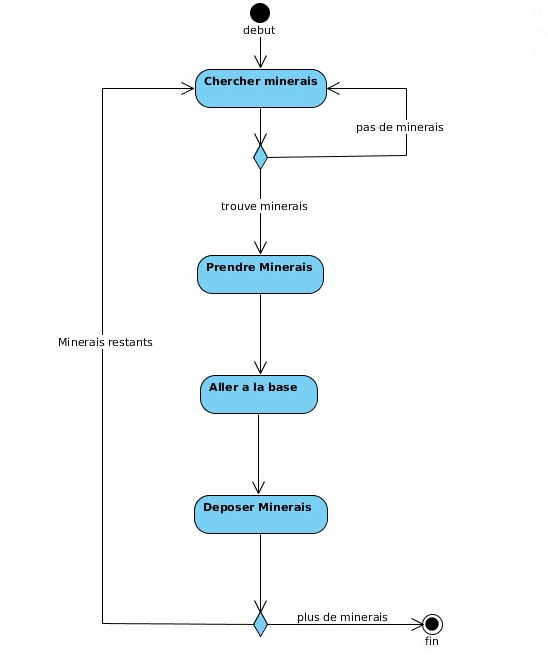 debut
Chercher minerais
pas de minerais
trouve minerais
Prendre Minerais
Minerais restants
Aller a la base
Deposer Minerais
plus de minerais
fin